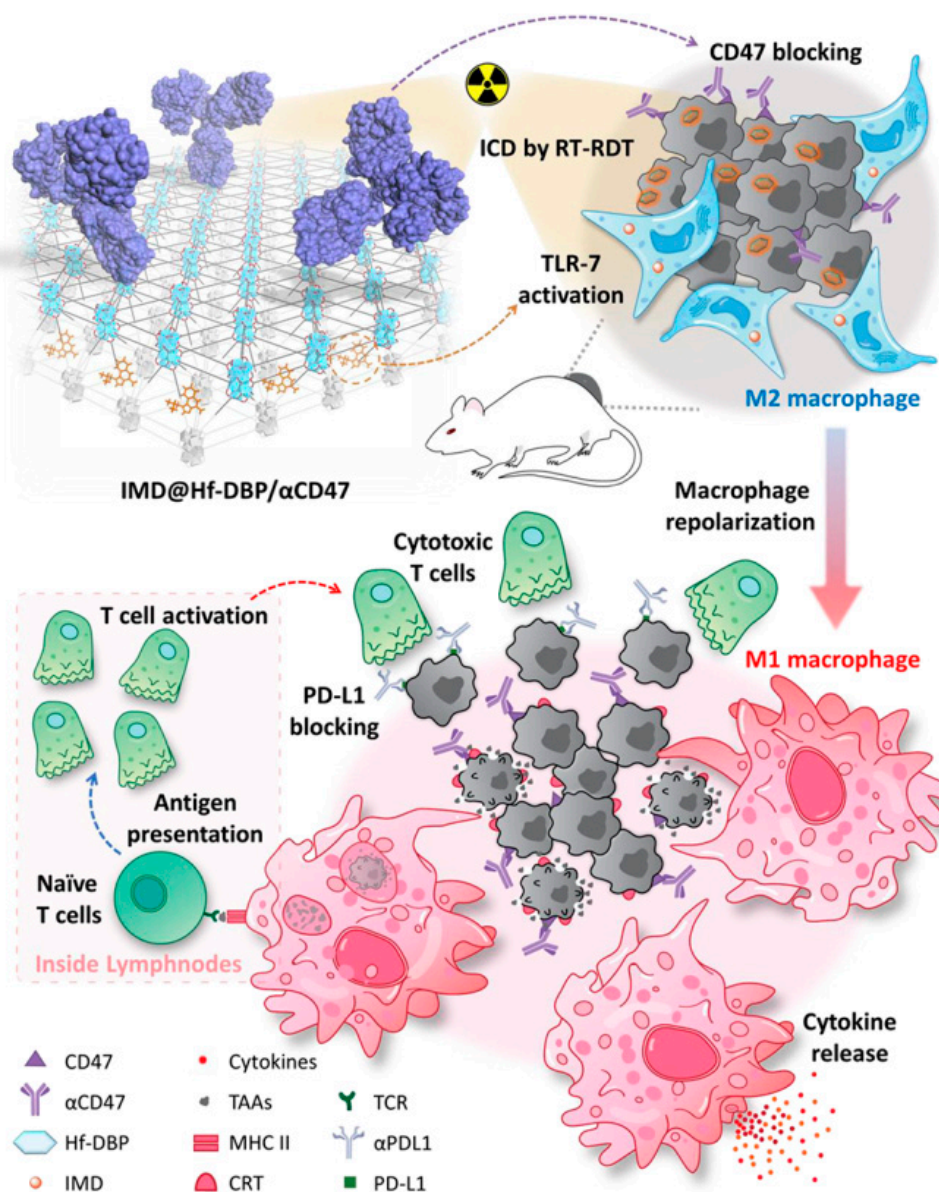 CD47 blocking
ICD by RT-RDT
TLR-7
activation
M2 macrophage
IMD@Hf-DBP/αCD47
Macrophage
repolarization
Cytotoxic
T cells
T cell activation
M1 macrophage
PD-L1
blocking
Antigen
presentation
Naïve
T cells
Inside Lymphnodes
Cytokine
release
CD47
Cytokines
αCD47
TAAs
TCR
Hf-DBP
MHC II
αPDL1
IMD
CRT
PD-L1